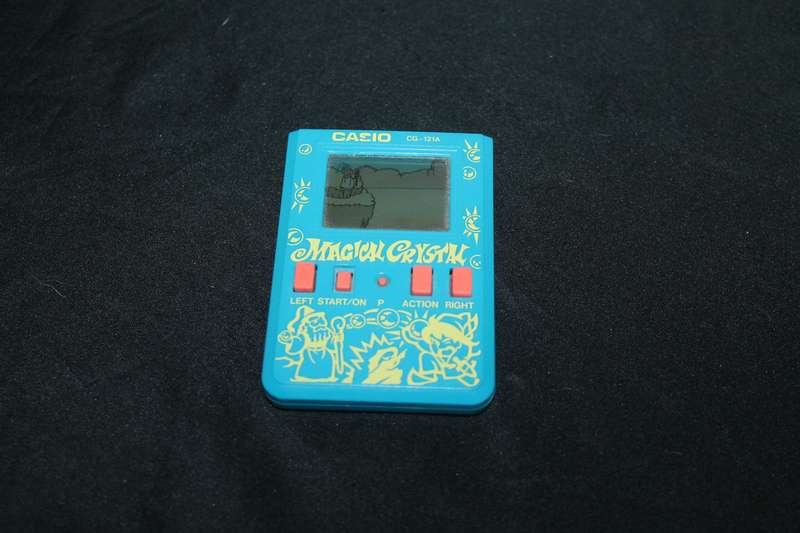 CASIO CG-121A
MAGICAL CRYSTAL
LEFT START/ON P ACTION RIGHT